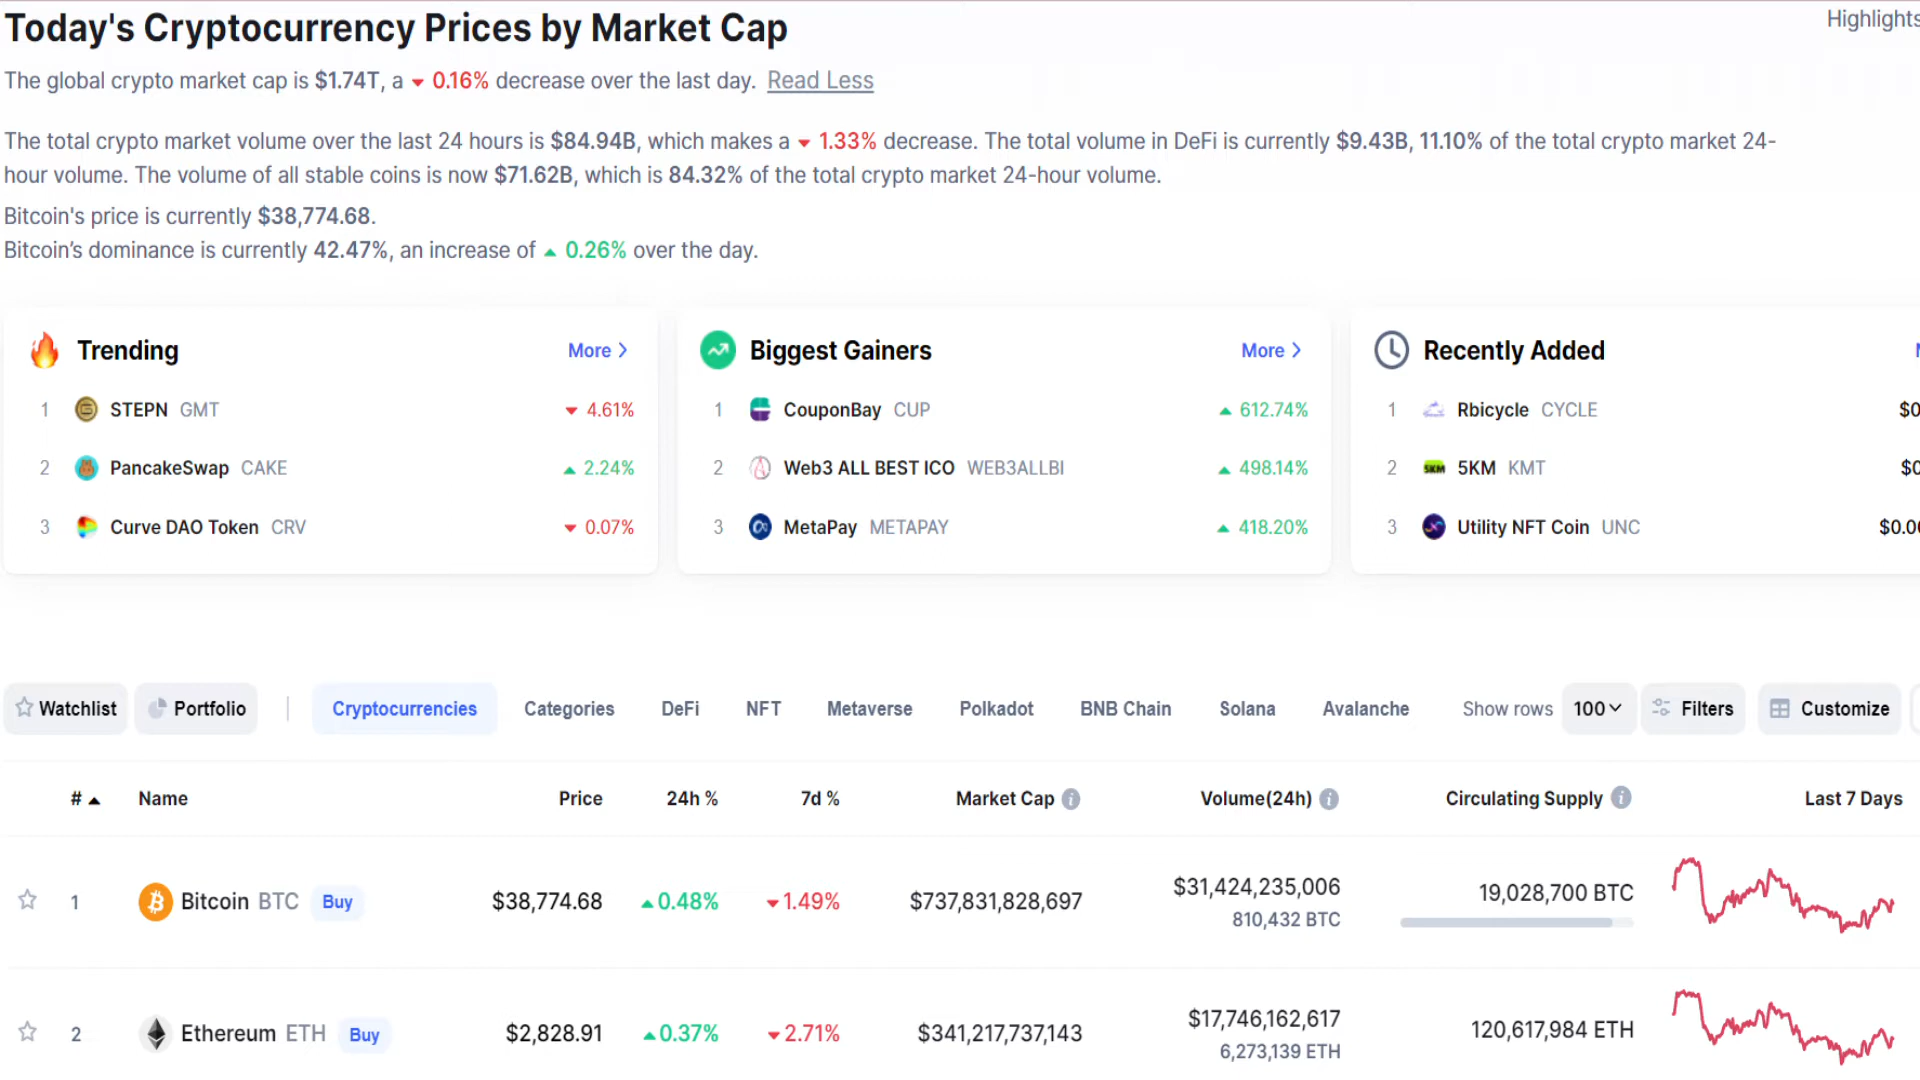 Today's Cryptocurrency Prices by Market Cap
Highlights
The global crypto market cap is $1.74T, a 0.16% decrease over the last day. Read Less
The total crypto market volume over the last 24 hours is $84.94B, which makes a 1.33% decrease. The total volume in DeFi is currently $9.43B, 11.10% of the total crypto market 24-
hour volume. The volume of all stable coins is now $71.62B, which is 84.32% of the total crypto market 24-hour volume.
Bitcoin's price is currently $38,774.68.
Bitcoin’s dominance is currently 42.47%, an increase of 0.26% over the day.
Trending More
1 STEPN GMT 4.61%
2 PancakeSwap CAKE 2.24%
3 Curve DAO Token CRV 0.07%
Biggest Gainers More
1 CouponBay CUP 612.74%
2 Web3 ALL BEST ICO WEB3ALLBI 498.14%
3 MetaPay METAPAY 418.20%
Recently Added
1 Rbicycle CYCLE $0
2 5KM KMT $0
3 Utility NFT Coin UNC $0.0
Watchlist Portfolio Cryptocurrencies Categories DeFi NFT Metaverse Polkadot BNB Chain Solana Avalanche Show rows 100 Filters Customize
# Name Price 24h % 7d % Market Cap Volume(24h) Circulating Supply Last 7 Days
1 Bitcoin BTC Buy $38,774.68 0.48% 1.49% $737,831,828,697 $31,424,235,006 19,028,700 BTC
810,432 BTC
2 Ethereum ETH Buy $2,828.91 0.37% 2.71% $341,217,737,143 $17,746,162,617 120,617,984 ETH
6,273,139 ETH